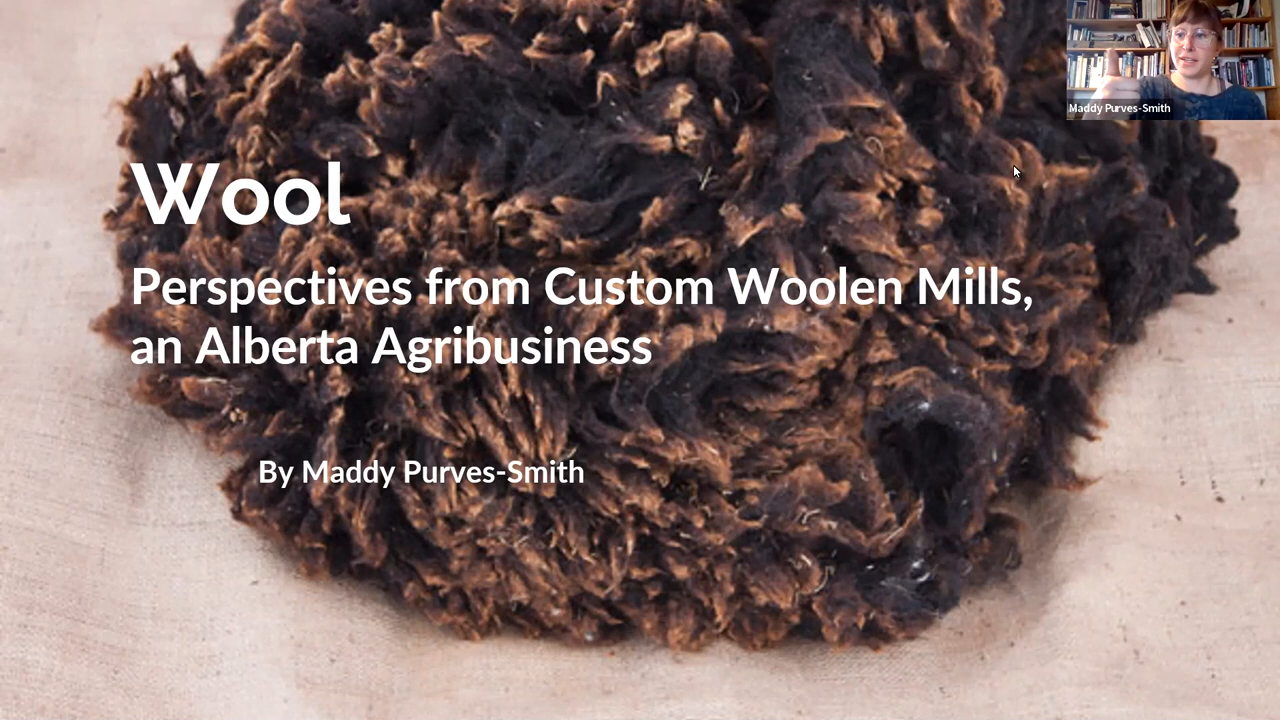 Maddy Purves-Smith
Wool
Perspectives from Custom Woolen Mills,
an Alberta Agribusiness
By Maddy Purves-Smith